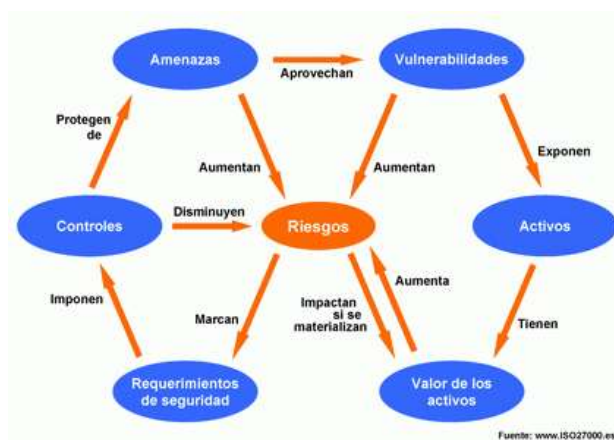 Amenazas
Aprovechan
Vulnerabilidades
Protegen
de
Aumentan
Aumentan
Exponen
Controles
Disminuyen
Riesgos
Activos
Imponen
Marcan
Impactan
si se
materializan
Aumenta
Tienen
Requerimientos
de seguridad
Valor de los
activos
Fuente: www.ISO27000.es